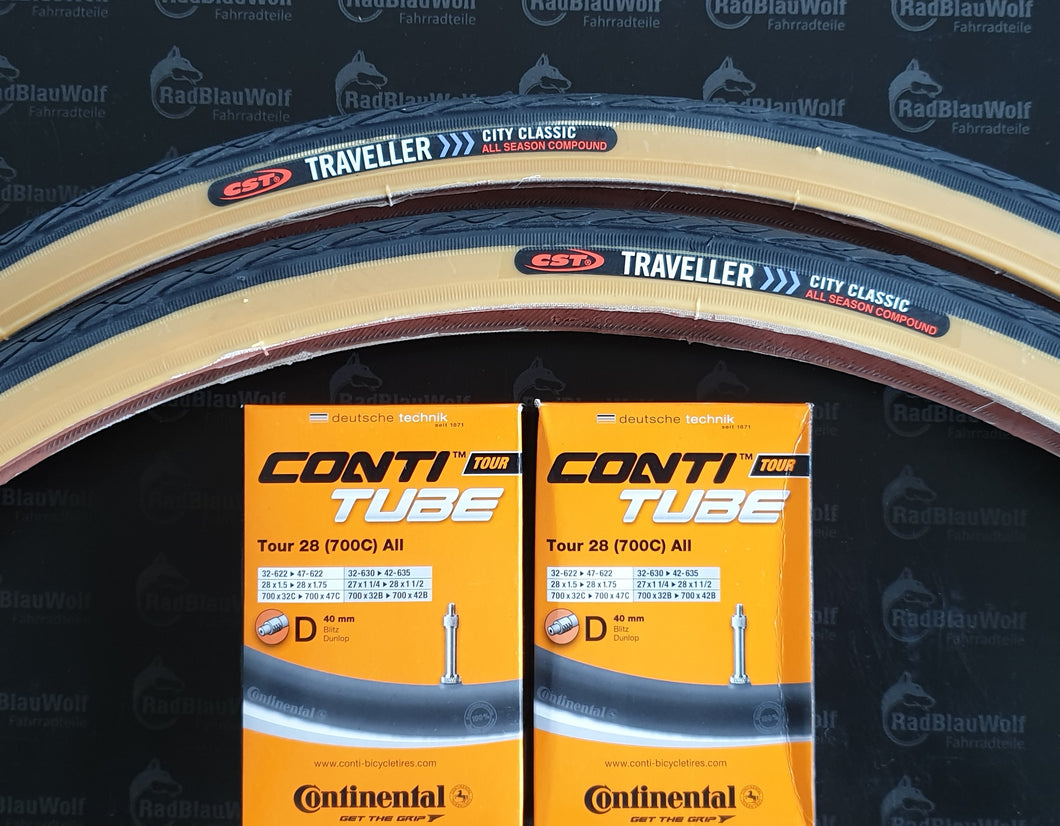 RadBlauWolf
Fahrradteile
CST® TRAVELLER CITY CLASSIC
ALL SEASON COMPOUND
CST® TRAVELLER CITY CLASSIC
ALL SEASON COMPOUND
deutsche technik
seit 1871
CONTI™ TOUR
TUBE
Tour 28 (700C) All
32-622 ▸ 47-622 32-630 ▸ 42-635
28 x 1.5 ▸ 28 x 1.75 27 x 1 1/4 ▸ 28 x 1 1/2
700 x 32C ▸ 700 x 47C 700 x 32B ▸ 700 x 42B
D
40 mm
Blitz
Dunlop
Continental
100%
www.conti-bicycletires.com
Continental
GET THE GRIP
deutsche technik
seit 1871
CONTI™ TOUR
TUBE
Tour 28 (700C) All
32-622 ▸ 47-622 32-630 ▸ 42-635
28 x 1.5 ▸ 28 x 1.75 27 x 1 1/4 ▸ 28 x 1 1/2
700 x 32C ▸ 700 x 47C 700 x 32B ▸ 700 x 42B
D
40 mm
Blitz
Dunlop
Continental
100%
www.conti-bicycletires.com
Continental
GET THE GRIP
RadBlauWolf
Fahrradteile